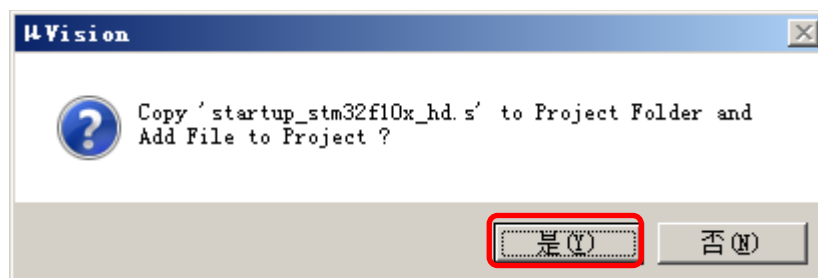 μVision
Copy 'startup_stm32f10x_hd.s' to Project Folder and
Add File to Project ?
是(Y) 否(N)